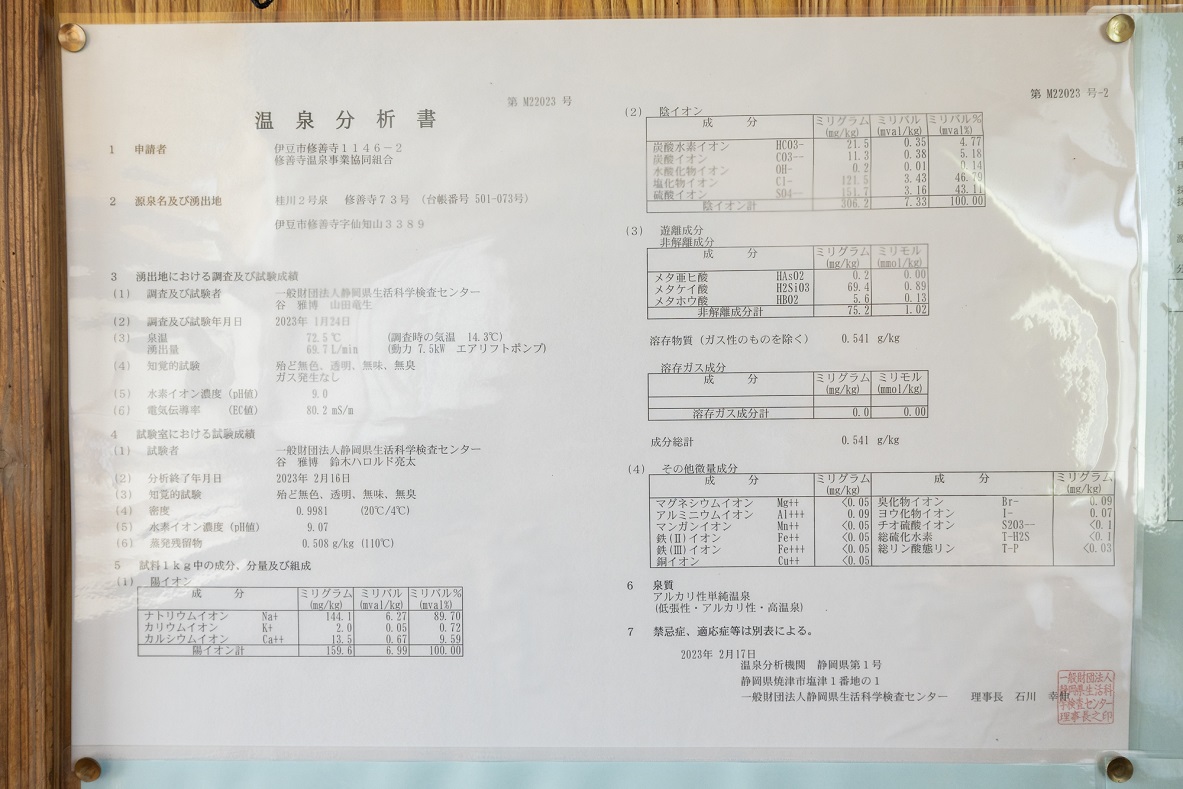 第 M22023 号
温泉分析書
1 申請者 伊豆市修善寺１１４６－２
修善寺温泉事業協同組合
2 源泉名及び湧出地 桂川２号泉 修善寺７３号 （台帳番号 501-073号）
伊豆市修善寺字仙知山３３８９
3 湧出地における調査及び試験成績
(1) 調査及び試験者 一般財団法人静岡県生活科学検査センター
谷 雅博 山田竜生
(2) 調査及び試験年月日 2023年 1月24日
(3) 泉温 72.5 ℃ (調査時の気温 14.3℃)
湧出量 69.7 L/min (動力 7.5kW エアリフトポンプ)
(4) 知覚的試験 殆ど無色、透明、無味、無臭
ガス発生なし
(5) 水素イオン濃度 (pH値) 9.0
(6) 電気伝導率 (EC値) 80.2 mS/m
4 試験室における試験成績
(1) 試験者 一般財団法人静岡県生活科学検査センター
谷 雅博 鈴木ハロルド亮太
(2) 分析終了年月日 2023年 2月16日
(3) 知覚的試験 殆ど無色、透明、無味、無臭
(4) 密度 0.9981 (20℃/4℃)
(5) 水素イオン濃度 (pH値) 9.07
(6) 蒸発残留物 0.508 g/kg (110℃)
5 試料１ｋｇ中の成分、分量及び組成
(1) 陽イオン
成分 ミリグラム (mg/kg) ミリバル (mval/kg) ミリバル% (mval%)
ナトリウムイオン Na+ 144.1 6.27 89.70
カリウムイオン K+ 2.0 0.05 0.72
カルシウムイオン Ca++ 13.5 0.67 9.59
陽イオン計 159.6 6.99 100.00
第 M22023 号-2
(2) 陰イオン
成分 ミリグラム (mg/kg) ミリバル (mval/kg) ミリバル% (mval%)
炭酸水素イオン HCO3- 21.5 0.35 4.77
炭酸イオン CO3-- 11.3 0.38 5.18
水酸化物イオン OH- 0.2 0.01 0.14
塩化物イオン Cl- 121.5 3.43 46.79
硫酸イオン SO4-- 151.7 3.16 43.11
陰イオン計 306.2 7.33 100.00
(3) 遊離成分
非解離成分
成分 ミリグラム (mg/kg) ミリモル (mmol/kg)
メタ亜ヒ酸 HAsO2 0.2 0.00
メタケイ酸 H2SiO3 69.4 0.89
メタホウ酸 HBO2 5.6 0.13
非解離成分計 75.2 1.02
溶存物質 (ガス性のものを除く) 0.541 g/kg
溶存ガス成分
成分 ミリグラム (mg/kg) ミリモル (mmol/kg)
溶存ガス成分計 0.0 0.00
成分総計 0.541 g/kg
(4) その他微量成分
成分 ミリグラム (mg/kg) 成分 ミリグラム (mg/kg)
マグネシウムイオン Mg++ <0.05 臭化物イオン Br- 0.09
アルミニウムイオン Al+++ 0.09 ヨウ化物イオン I- 0.07
マンガンイオン Mn++ <0.05 チオ硫酸イオン S2O3-- <0.1
鉄(Ⅱ)イオン Fe++ <0.05 総硫化水素 T-H2S <0.1
鉄(Ⅲ)イオン Fe+++ <0.05 総リン酸態リン T-P <0.03
銅イオン Cu++ <0.05
6 泉質
アルカリ性単純温泉
(低張性・アルカリ性・高温泉)
7 禁忌症、適応症等は別表による。
2023年 2月17日
温泉分析機関 静岡県第１号
静岡県焼津市塩津１番地の１
一般財団法人静岡県生活科学検査センター 理事長 石川 幸伸
一般財団法人
静岡県生活科
学検査センター
理事長之印